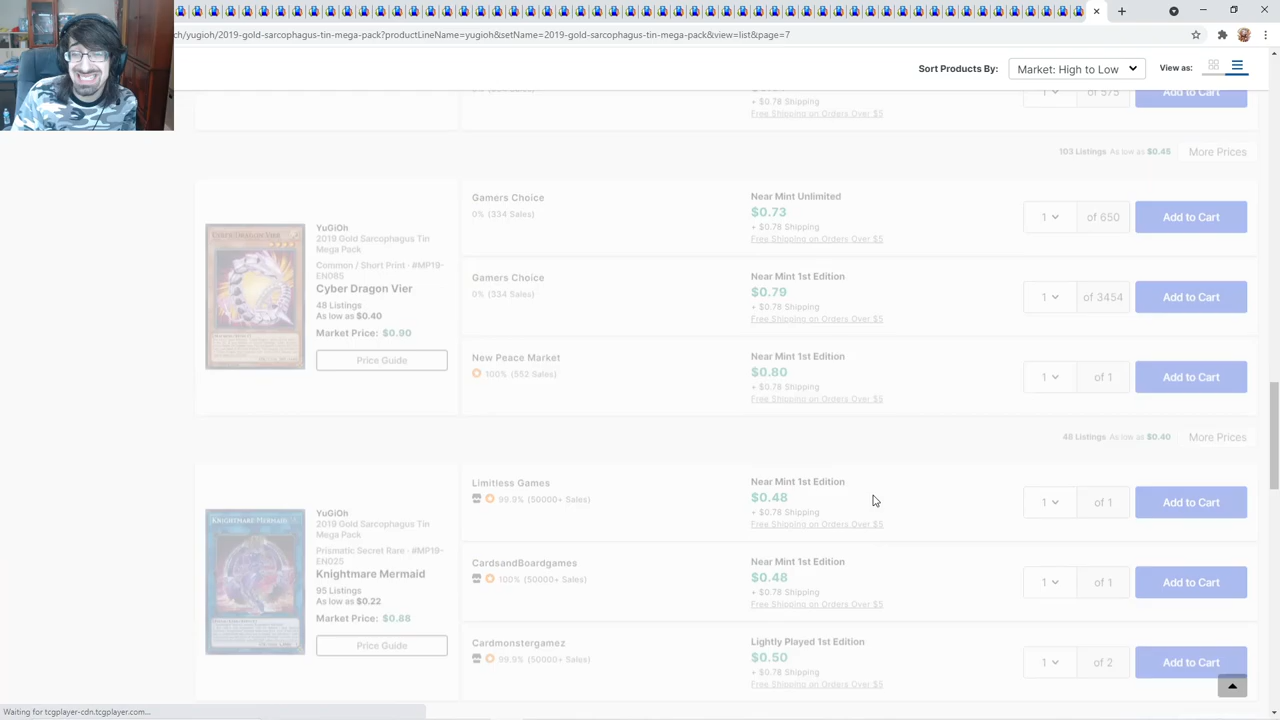 ch/yugioh/2019-gold-sarcophagus-tin-mega-pack?productLineName=yugioh&setName=2019-gold-sarcophagus-tin-mega-pack&view=list&page=7
Sort Products By: Market: High to Low View as:
1 of 575 Add to Cart
+ $0.78 Shipping
Free Shipping on Orders Over $5
103 Listings As low as $0.45 More Prices
Gamers Choice
0% (334 Sales)
Near Mint Unlimited
$0.73
+ $0.78 Shipping
Free Shipping on Orders Over $5
1 of 650 Add to Cart
CYBER DRAGON VIER
YuGiOh
2019 Gold Sarcophagus Tin
Mega Pack
Common / Short Print · #MP19-
EN085
Cyber Dragon Vier
48 Listings
As low as $0.40
Market Price: $0.90
Price Guide
Gamers Choice
0% (334 Sales)
Near Mint 1st Edition
$0.79
+ $0.78 Shipping
Free Shipping on Orders Over $5
1 of 3454 Add to Cart
New Peace Market
100% (552 Sales)
Near Mint 1st Edition
$0.80
+ $0.78 Shipping
Free Shipping on Orders Over $5
1 of 1 Add to Cart
48 Listings As low as $0.40 More Prices
Limitless Games
99.9% (50000+ Sales)
Near Mint 1st Edition
$0.48
+ $0.78 Shipping
Free Shipping on Orders Over $5
1 of 1 Add to Cart
KNIGHTMARE MERMAID
YuGiOh
2019 Gold Sarcophagus Tin
Mega Pack
Prismatic Secret Rare · #MP19-
EN025
Knightmare Mermaid
95 Listings
As low as $0.22
Market Price: $0.88
Price Guide
CardsandBoardgames
100% (50000+ Sales)
Near Mint 1st Edition
$0.48
+ $0.78 Shipping
Free Shipping on Orders Over $5
1 of 1 Add to Cart
Cardmonstergamez
99.9% (50000+ Sales)
Lightly Played 1st Edition
$0.50
+ $0.78 Shipping
Free Shipping on Orders Over $5
1 of 2 Add to Cart
Waiting for tcgplayer-cdn.tcgplayer.com...